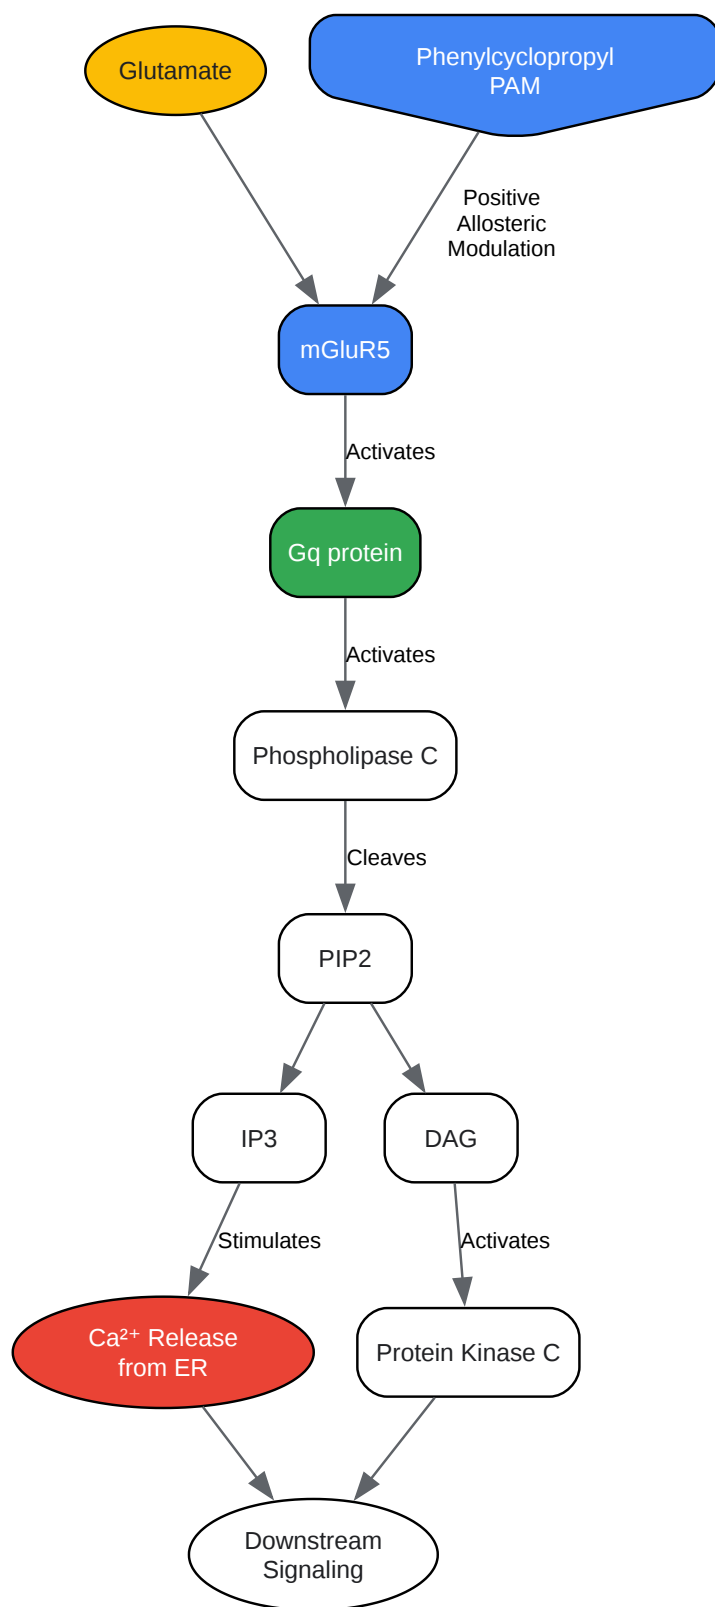 Glutamate
Phenylcyclopropyl
PAM
Positive
Allosteric
Modulation
mGluR5
Activates
Gq protein
Activates
Phospholipase C
Cleaves
PIP2
IP3
DAG
Stimulates
Activates
Ca²⁺ Release
from ER
Protein Kinase C
Downstream
Signaling